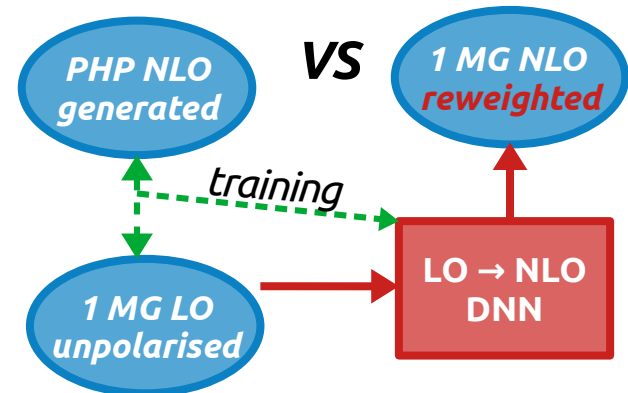 PHP NLO
generated
VS
1 MG NLO
reweighted
training
1 MG LO
unpolarised
LO → NLO
DNN